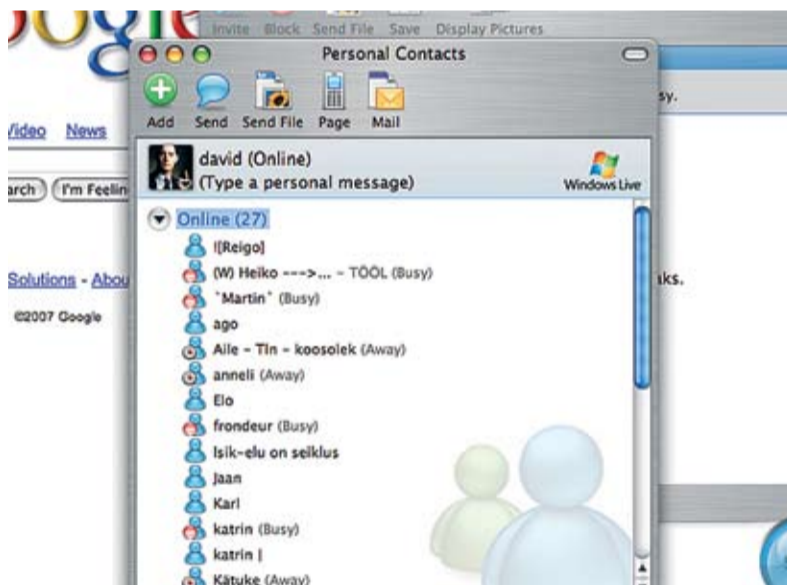 Google
Invite Block Send File Save Display Pictures
Personal Contacts
Add Send Send File Page Mail
sy.
Video News
david (Online)
(Type a personal message)
Windows Live
arch I'm Feelin
Online (27)
![Reigo]
(W) Heiko --->... - TÖÖL (Busy)
Solutions - Abou
aks.
`Martin` (Busy)
©2007 Google
ago
Aile - Tln - koosolek (Away)
anneli (Away)
Elo
frondeur (Busy)
Isik-elu on seiklus
Jaan
Karl
katrin (Busy)
katrin |
Kätuke (Away)